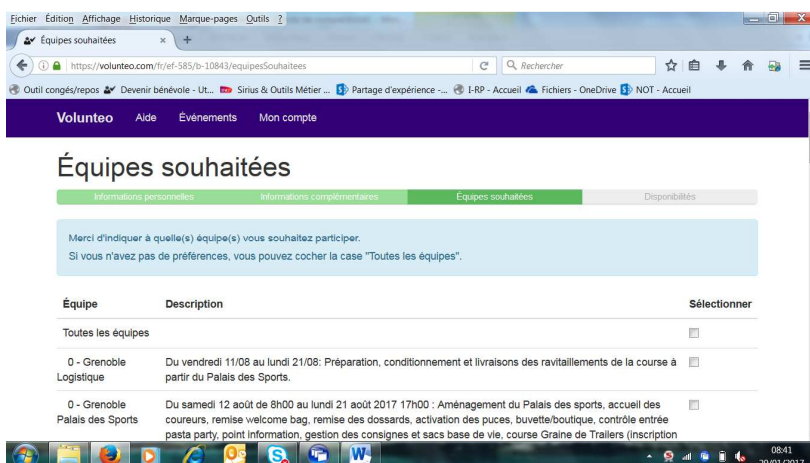 Fichier Édition Affichage Historique Marque-pages Outils ?
Équipes souhaitées × +
https://volunteo.com/fr/ef-585/b-10843/equipesSouhaitees Rechercher
Outil congés/repos Devenir bénévole - Ut... Sirius & Outils Métier ... Partage d'expérience -... I-RP - Accueil Fichiers - OneDrive NOT - Accueil
Volunteo Aide Événements Mon compte
Équipes souhaitées
Informations personnelles Informations complémentaires Équipes souhaitées Disponibilités
Merci d'indiquer à quelle(s) équipe(s) vous souhaitez participer.
Si vous n'avez pas de préférences, vous pouvez cocher la case "Toutes les équipes".
Équipe Description Sélectionner
Toutes les équipes
0 - Grenoble Logistique
Du vendredi 11/08 au lundi 21/08: Préparation, conditionnement et livraisons des ravitaillements de la course à
partir du Palais des Sports.
0 - Grenoble Palais des Sports
Du samedi 12 août de 8h00 au lundi 21 août 2017 17h00 : Aménagement du Palais des sports, accueil des
coureurs, remise welcome bag, remise des dossards, activation des puces, buvette/boutique, contrôle entrée
pasta party, point information, gestion des consignes et sacs base de vie, course Graine de Trailers (inscription
08:41
20/01/2017